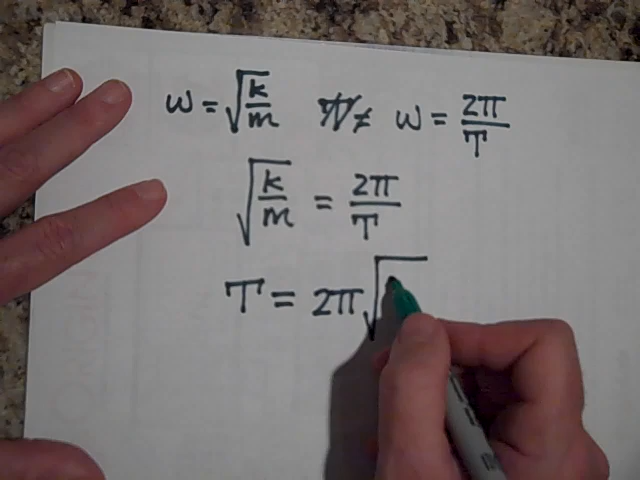 ω = √k/m ω = 2π/T
√k/m = 2π/T
T = 2π√